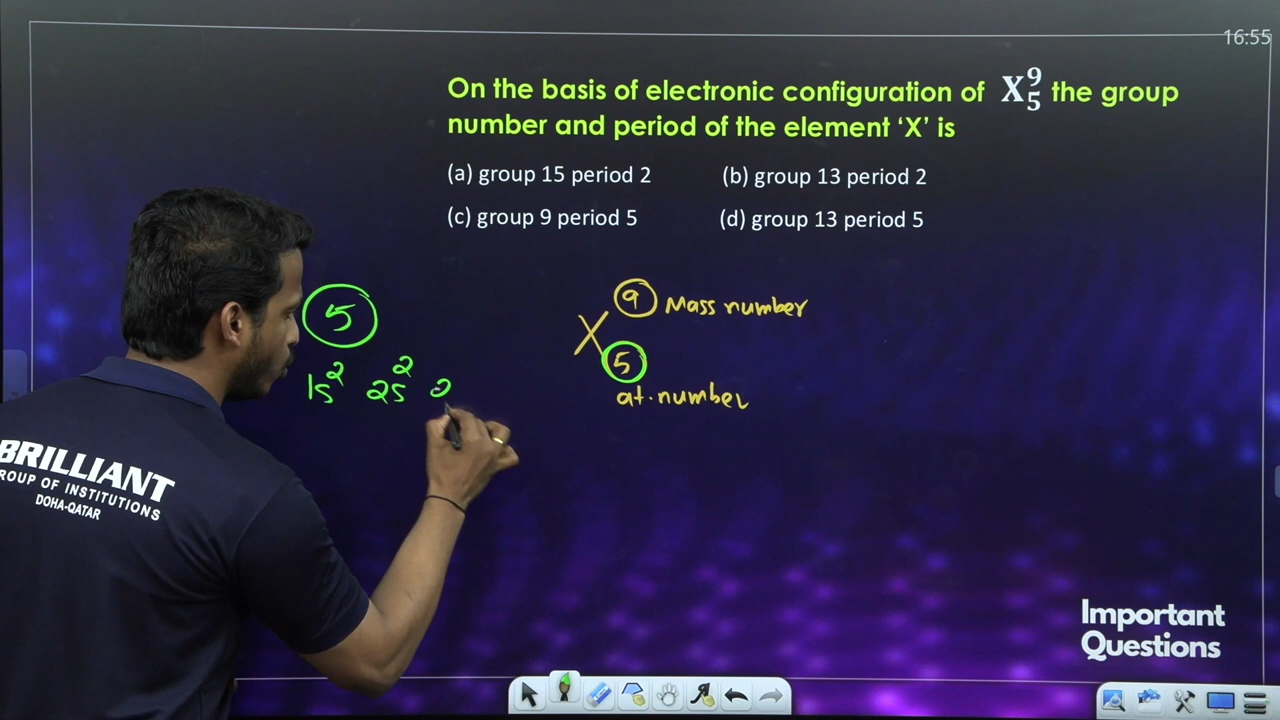 16:55
On the basis of electronic configuration of X⁹₅ the group
number and period of the element ‘X’ is
(a) group 15 period 2 (b) group 13 period 2
(c) group 9 period 5 (d) group 13 period 5
5
1s² 2s² 2
X 9 Mass number
5
at. number
BRILLIANT
ROUP OF INSTITUTIONS
DOHA-QATAR
Important
Questions